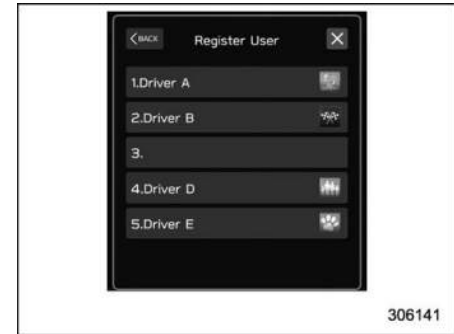 BACK
Register User
1.Driver A
2.Driver B
3.
4.Driver D
5.Driver E
306141